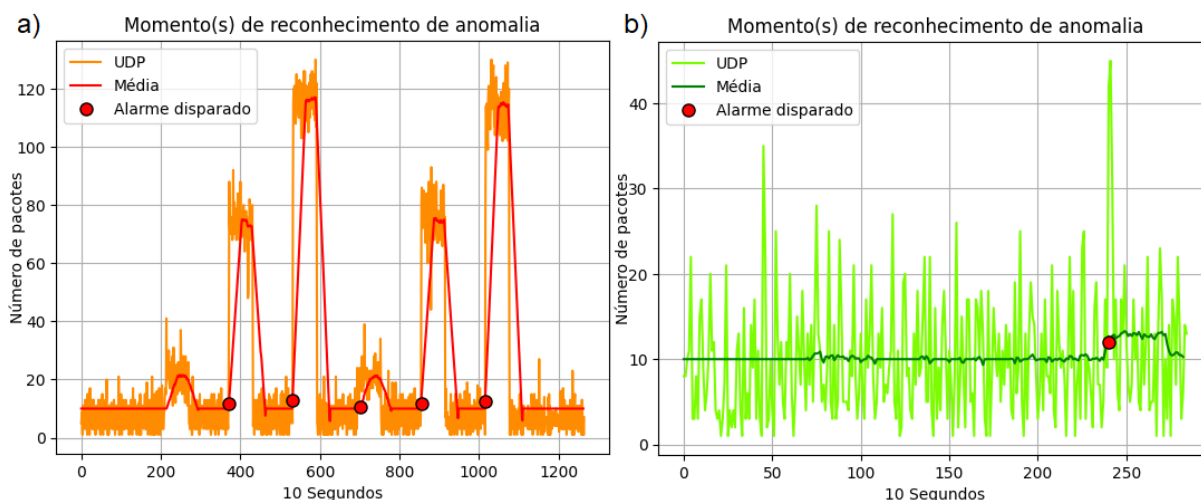 a)
Momento(s) de reconhecimento de anomalia
UDP
Média
Alarme disparado
Número de pacotes
120
100
80
60
40
20
0
0 200 400 600 800 1000 1200
10 Segundos
b)
Momento(s) de reconhecimento de anomalia
UDP
Média
Alarme disparado
Número de pacotes
40
30
20
10
0
0 50 100 150 200 250
10 Segundos